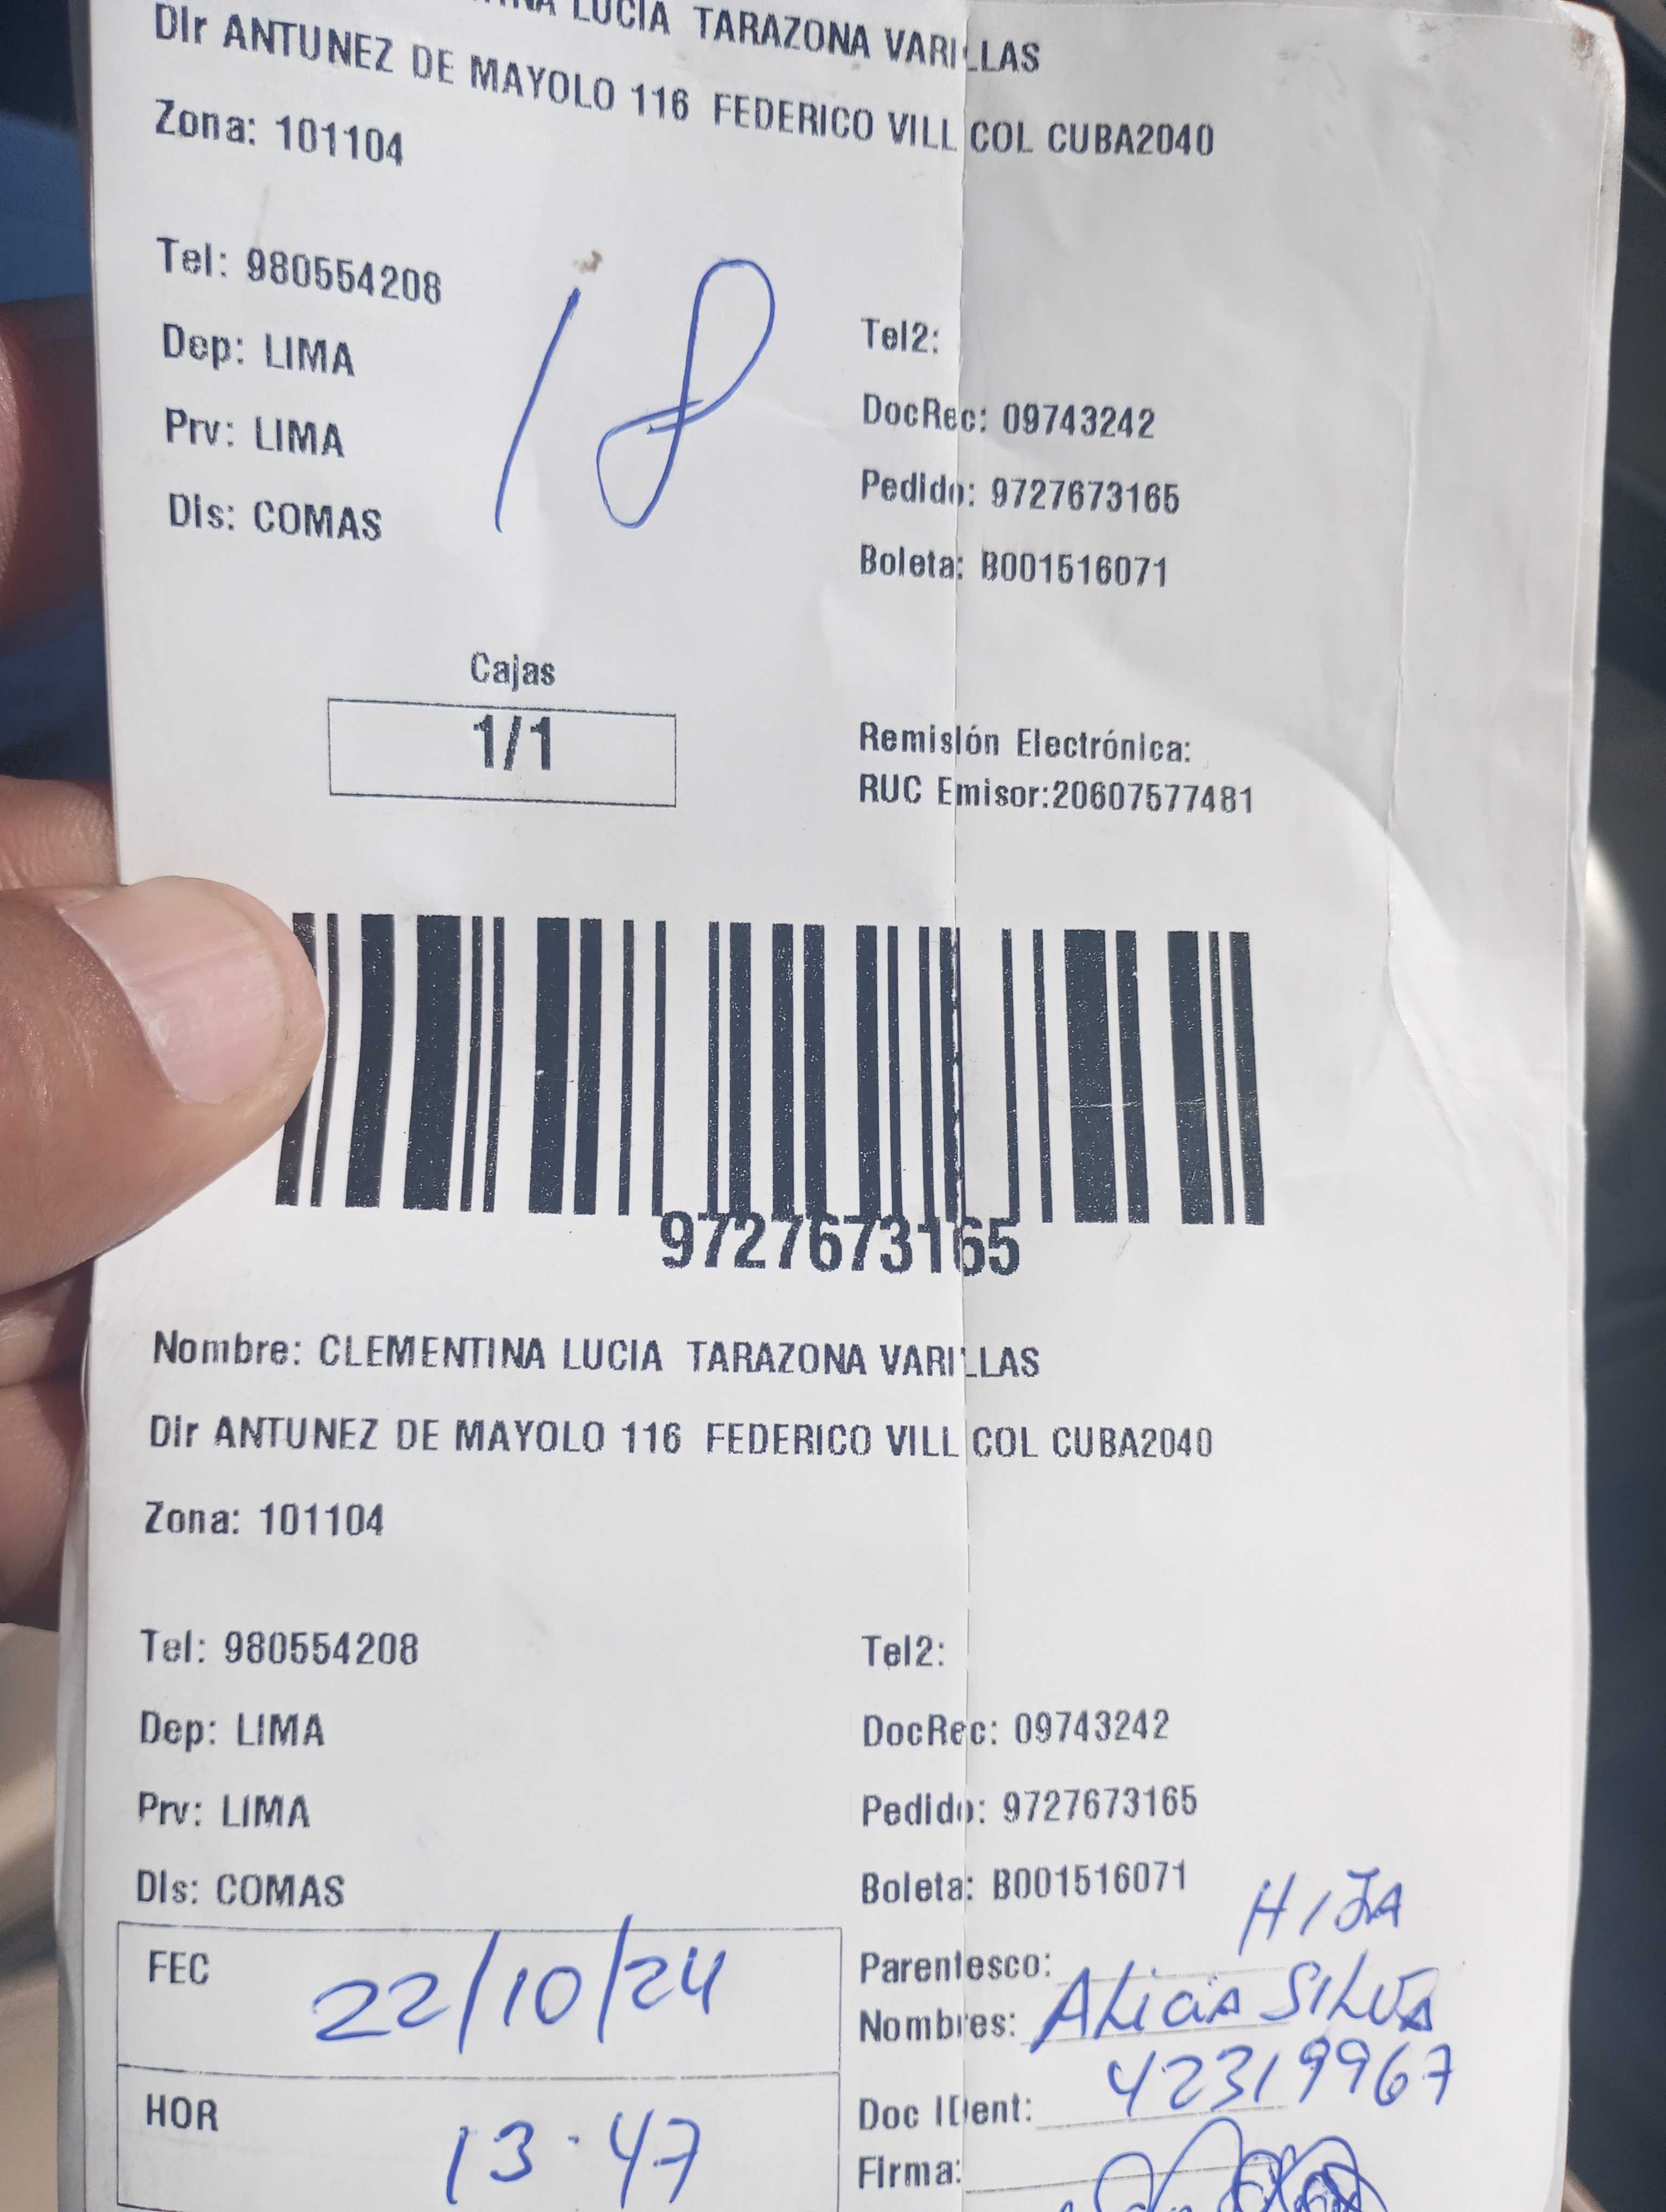 LUCIA TARAZONA VARILLAS
Dir ANTUNEZ DE MAYOLO 116 FEDERICO VILL COL CUBA2040
Zona: 101104
Tel: 980554208
18
Tel2:
Dep: LIMA
DocRec: 09743242
Prv: LIMA
Pedido: 9727673165
Dis: COMAS
Boleta: B001516071
Cajas
1/1
Remisión Electrónica:
RUC Emisor:20607577481
9727673165
Nombre: CLEMENTINA LUCIA TARAZONA VARILLAS
Dir ANTUNEZ DE MAYOLO 116 FEDERICO VILL COL CUBA2040
Zona: 101104
Tel: 980554208 Tel2:
Dep: LIMA DocRec: 09743242
Prv: LIMA Pedido: 9727673165
Dis: COMAS Boleta: B001516071
FEC 22/10/24
Parentesco: HIJA
Nombres: Alicia Silva
HOR 13·47
Doc IDent: 42319967
Firma: